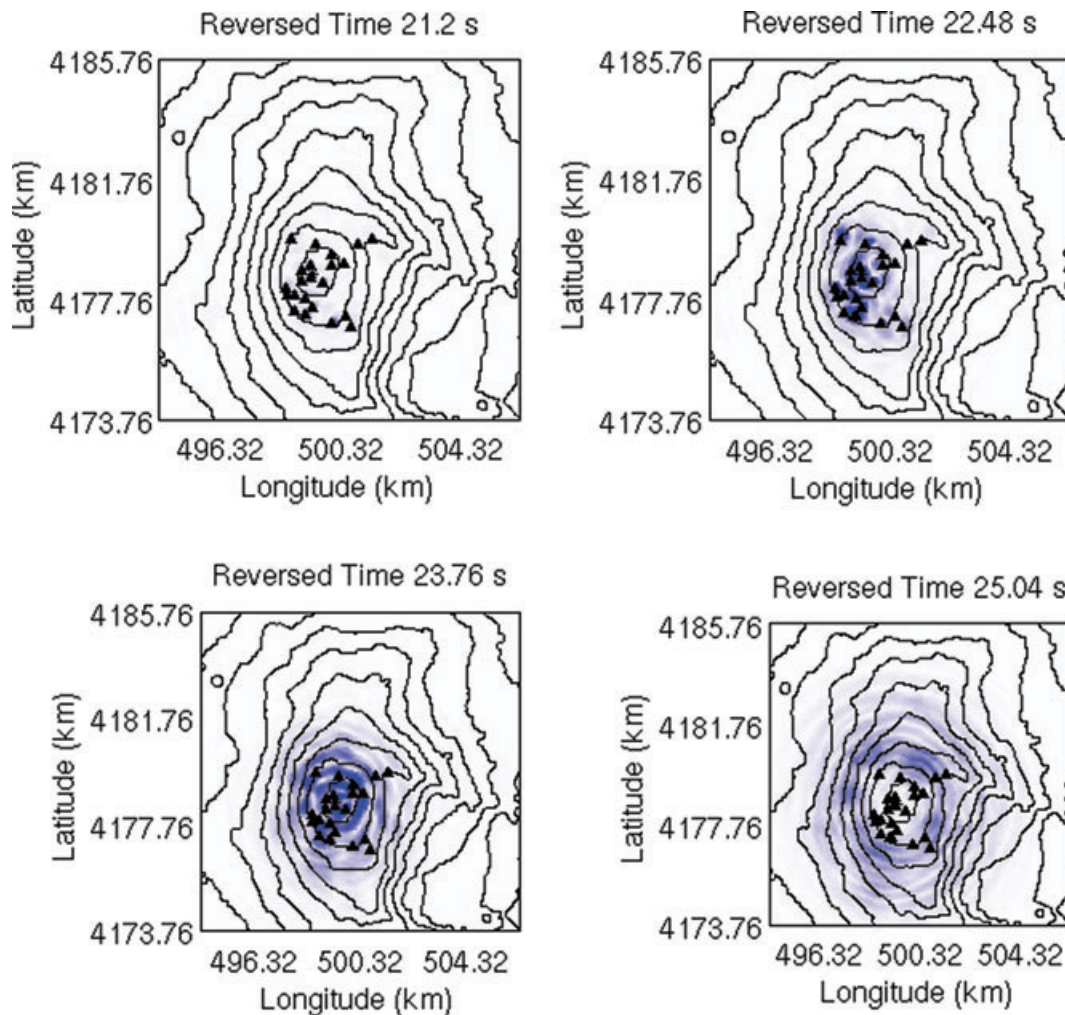 Reversed Time 21.2 s
4185.76
4181.76
4177.76
4173.76
Latitude (km)
496.32 500.32 504.32
Longitude (km)
Reversed Time 22.48 s
4185.76
4181.76
4177.76
4173.76
Latitude (km)
496.32 500.32 504.32
Longitude (km)
Reversed Time 23.76 s
4185.76
4181.76
4177.76
4173.76
Latitude (km)
496.32 500.32 504.32
Longitude (km)
Reversed Time 25.04 s
4185.76
4181.76
4177.76
4173.76
Latitude (km)
496.32 500.32 504.32
Longitude (km)